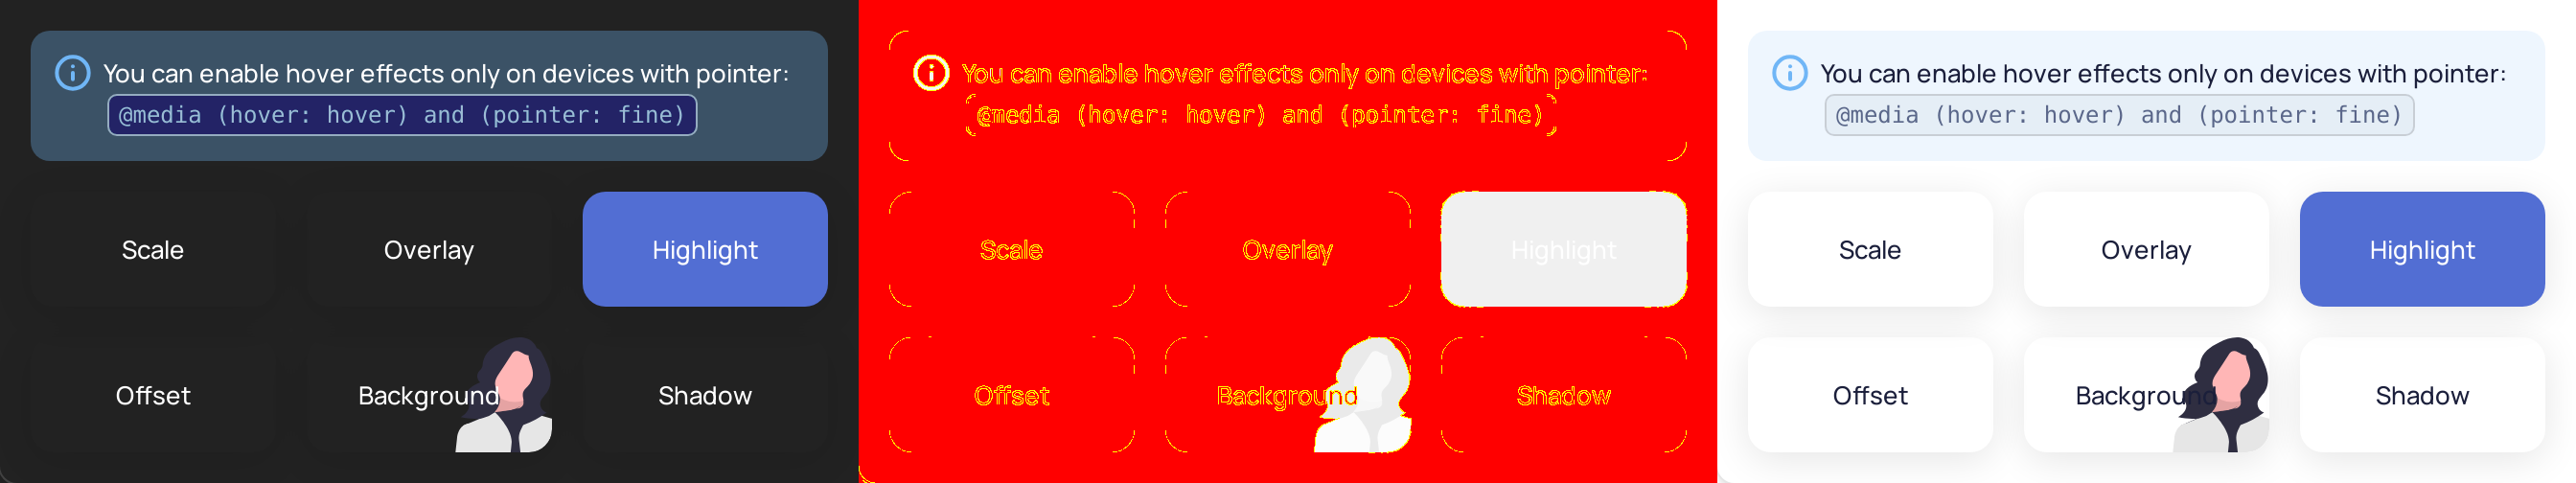 You can enable hover effects only on devices with pointer:
@media (hover: hover) and (pointer: fine)
Scale
Overlay
Highlight
Offset
Background
Shadow
You can enable hover effects only on devices with pointer:
@media (hover: hover) and (pointer: fine)
Scale
Overlay
Highlight
Offset
Background
Shadow
You can enable hover effects only on devices with pointer:
@media (hover: hover) and (pointer: fine)
Scale
Overlay
Highlight
Offset
Background
Shadow